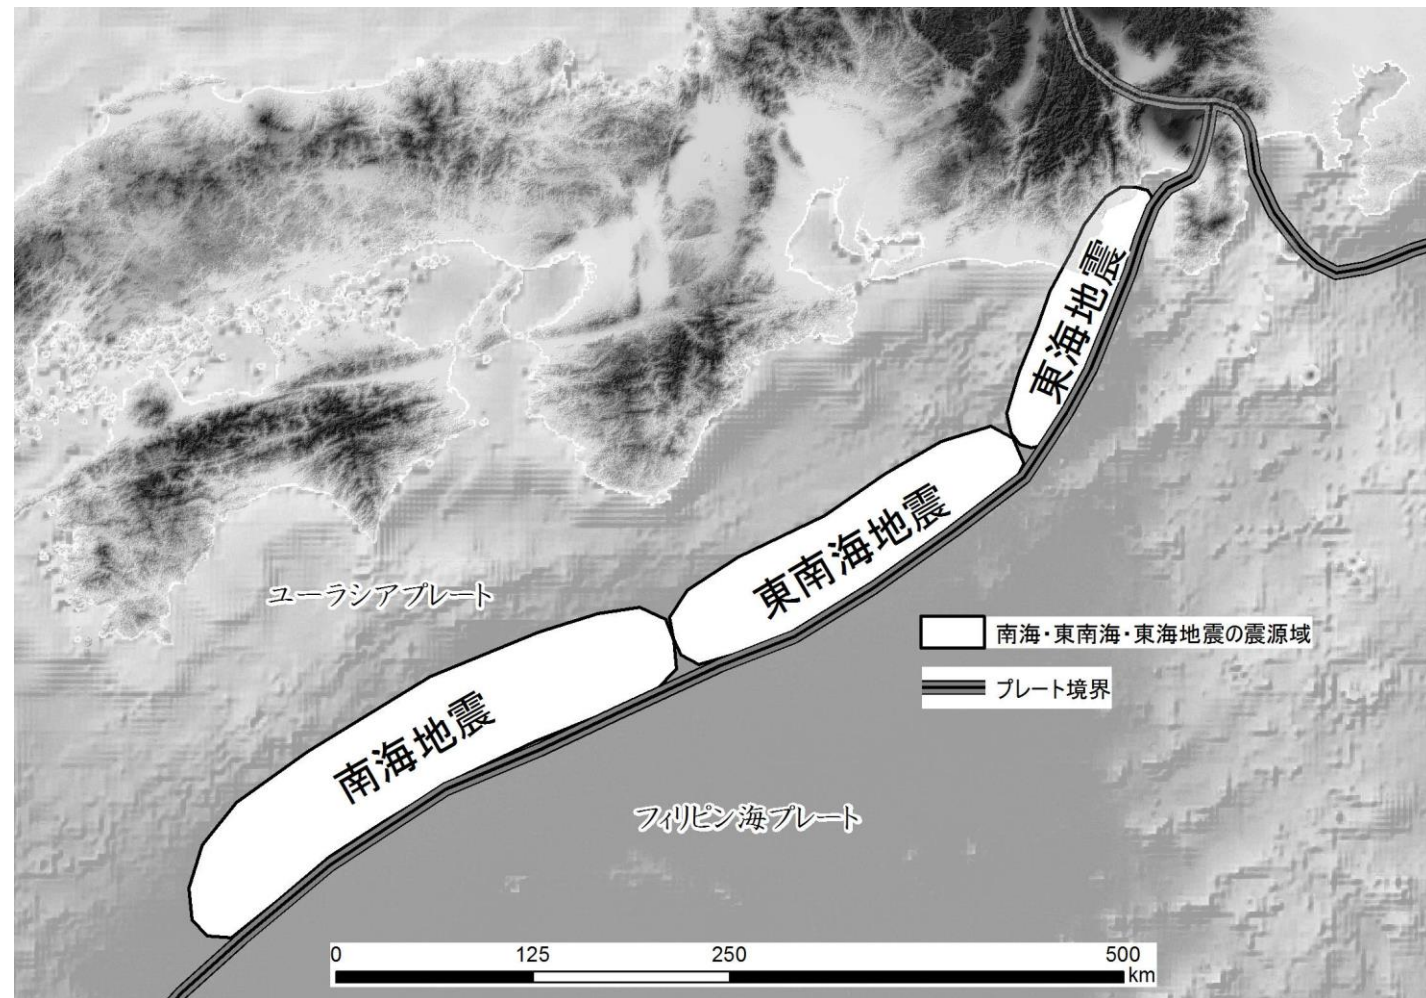 東海地震
東南海地震
ユーラシアプレート
南海・東南海・東海地震の震源域
プレート境界
南海地震
フィリピン海プレート
0 125 250 500
km